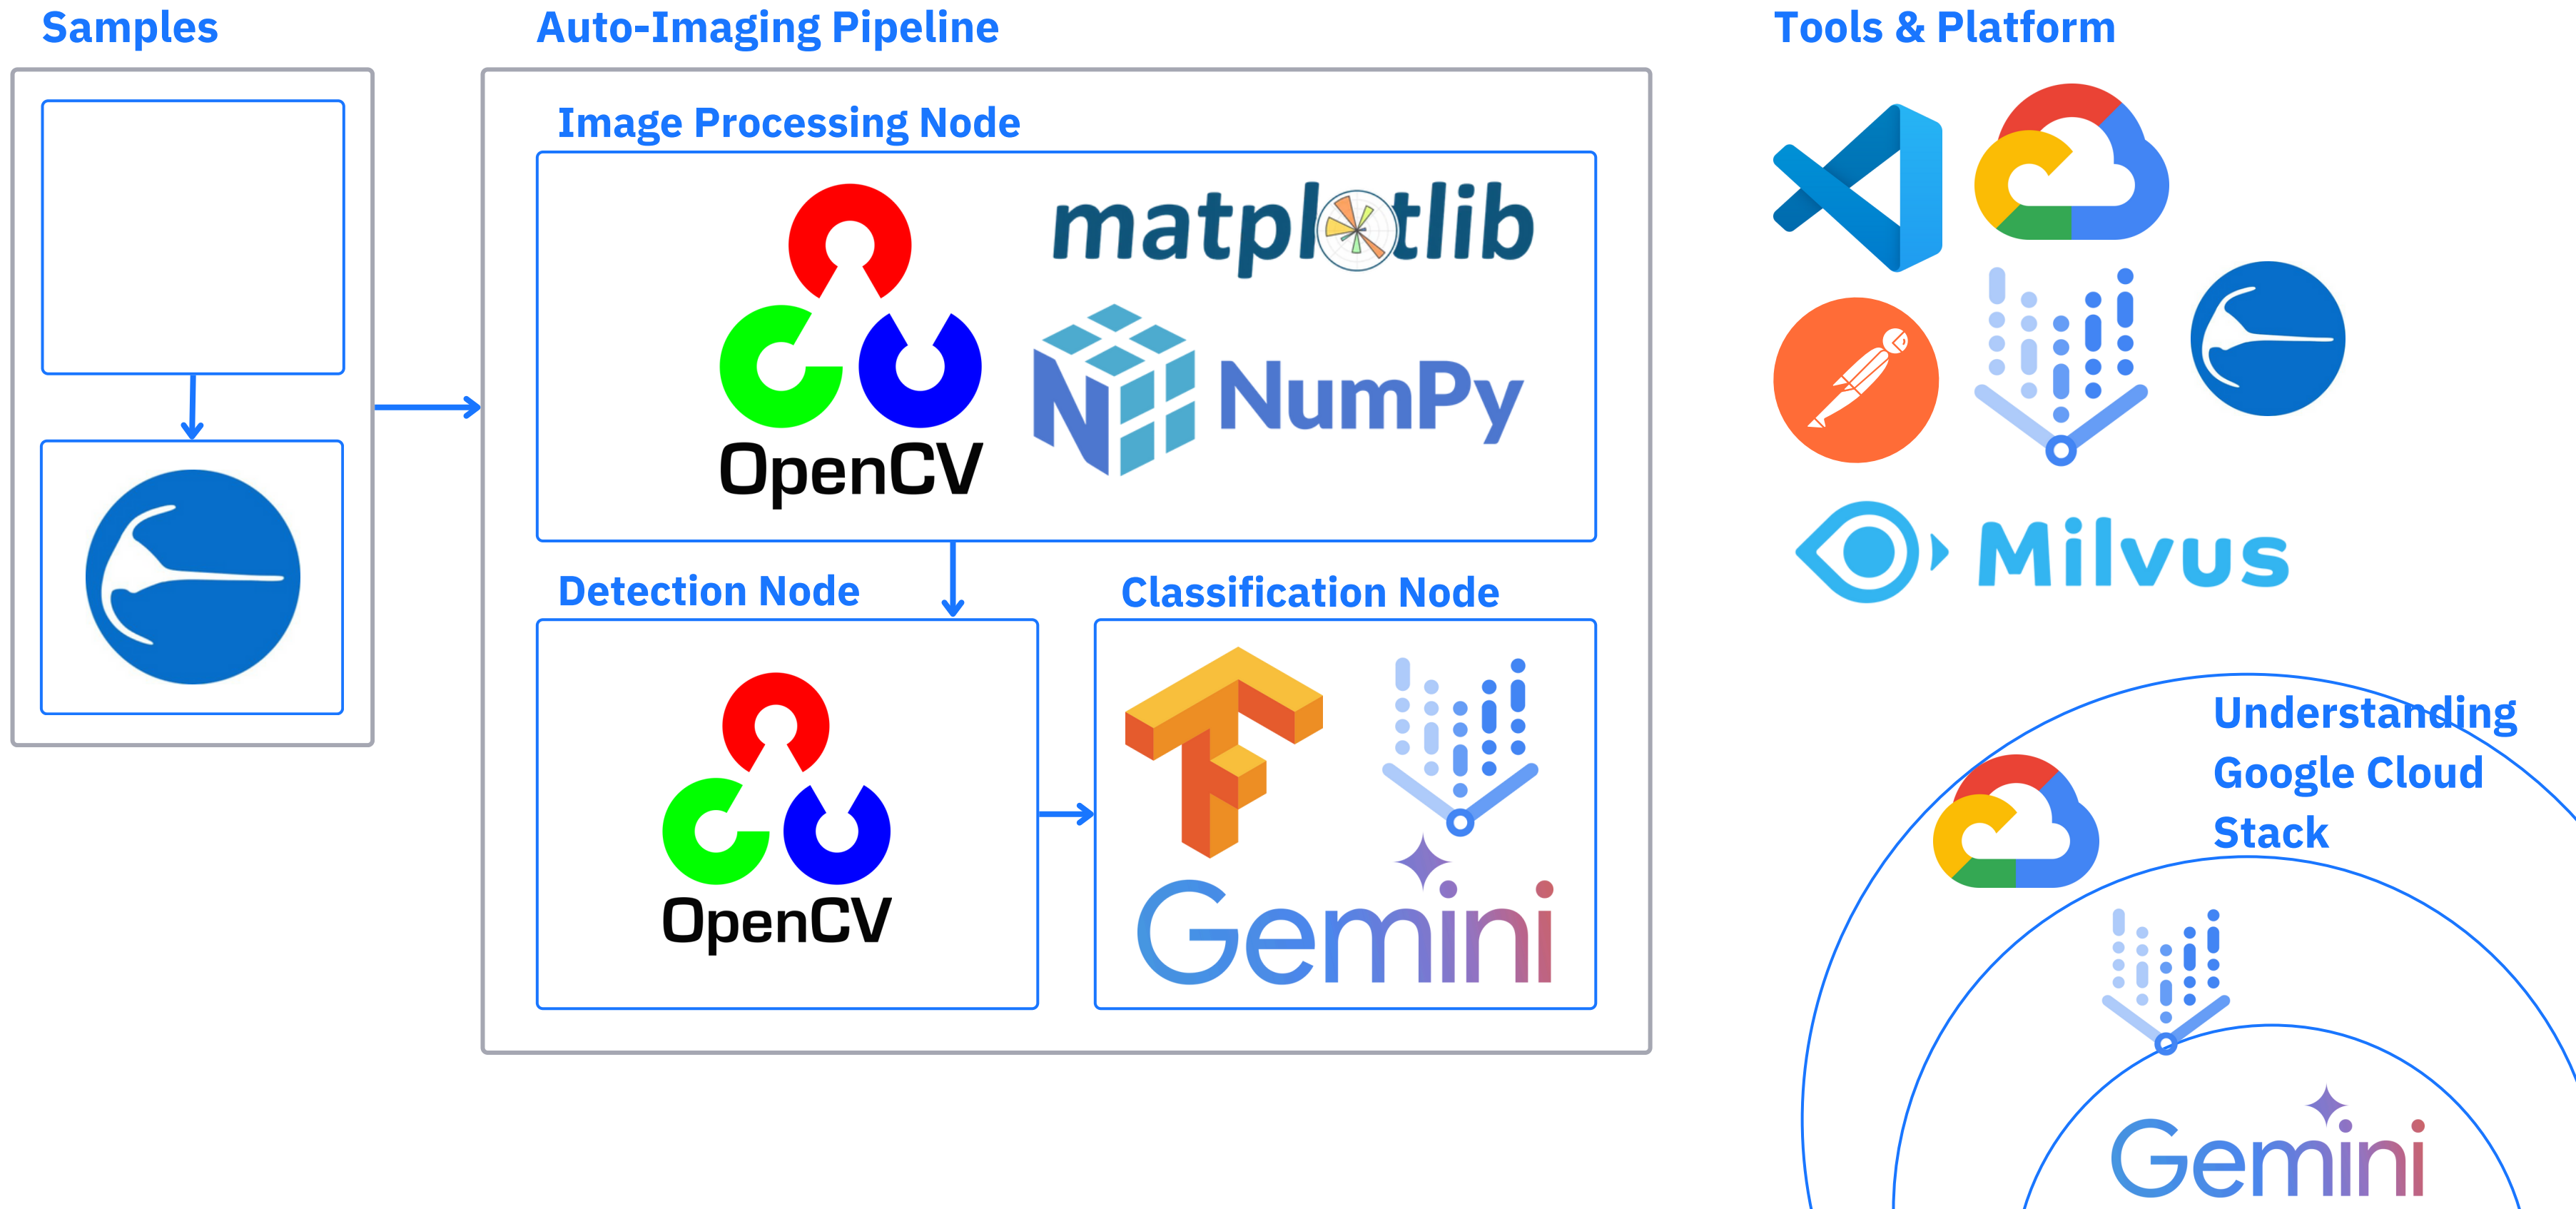 Samples
Auto-Imaging Pipeline
Tools & Platform
Image Processing Node
matplotlib
NumPy
OpenCV
Detection Node
Classification Node
OpenCV
Gemini
Milvus
Understanding
Google Cloud
Stack
Gemini